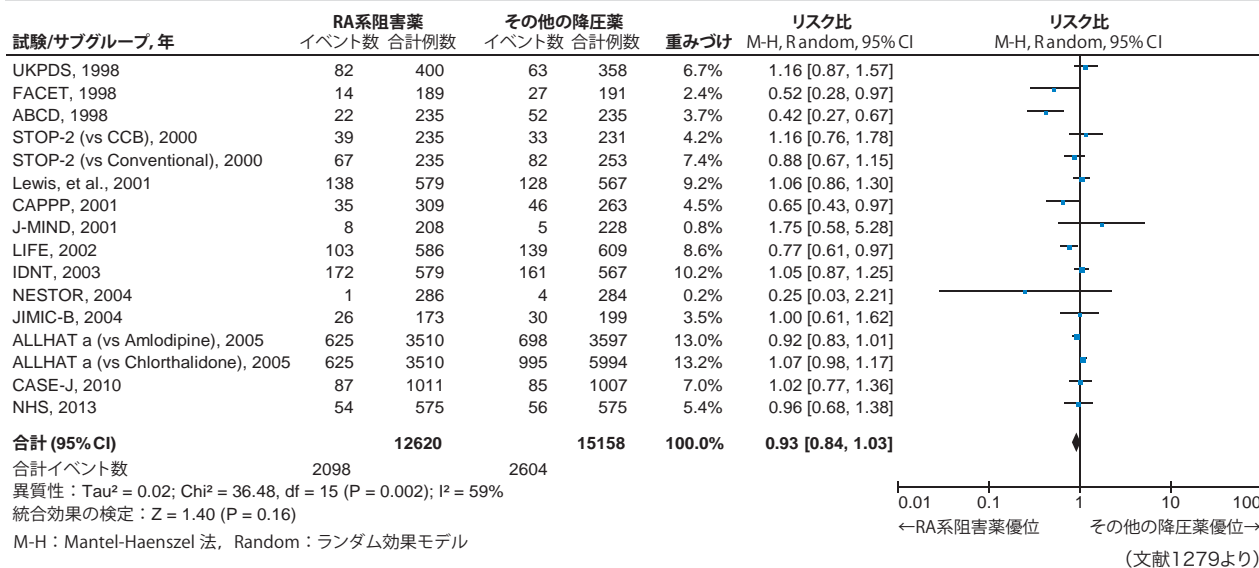 RA系阻害薬 その他の降圧薬 リスク比 リスク比
試験/サブグループ, 年 イベント数 合計例数 イベント数 合計例数 重みづけ M-H, Random, 95% CI M-H, Random, 95% CI
UKPDS, 1998 82 400 63 358 6.7% 1.16 [0.87, 1.57]
FACET, 1998 14 189 27 191 2.4% 0.52 [0.28, 0.97]
ABCD, 1998 22 235 52 235 3.7% 0.42 [0.27, 0.67]
STOP-2 (vs CCB), 2000 39 235 33 231 4.2% 1.16 [0.76, 1.78]
STOP-2 (vs Conventional), 2000 67 235 82 253 7.4% 0.88 [0.67, 1.15]
Lewis, et al., 2001 138 579 128 567 9.2% 1.06 [0.86, 1.30]
CAPPP, 2001 35 309 46 263 4.5% 0.65 [0.43, 0.97]
J-MIND, 2001 8 208 5 228 0.8% 1.75 [0.58, 5.28]
LIFE, 2002 103 586 139 609 8.6% 0.77 [0.61, 0.97]
IDNT, 2003 172 579 161 567 10.2% 1.05 [0.87, 1.25]
NESTOR, 2004 1 286 4 284 0.2% 0.25 [0.03, 2.21]
JIMIC-B, 2004 26 173 30 199 3.5% 1.00 [0.61, 1.62]
ALLHAT a (vs Amlodipine), 2005 625 3510 698 3597 13.0% 0.92 [0.83, 1.01]
ALLHAT a (vs Chlorthalidone), 2005 625 3510 995 5994 13.2% 1.07 [0.98, 1.17]
CASE-J, 2010 87 1011 85 1007 7.0% 1.02 [0.77, 1.36]
NHS, 2013 54 575 56 575 5.4% 0.96 [0.68, 1.38]
合計 (95% CI) 12620 15158 100.0% 0.93 [0.84, 1.03]
合計イベント数 2098 2604
異質性：Tau² = 0.02; Chi² = 36.48, df = 15 (P = 0.002); I² = 59%
統合効果の検定：Z = 1.40 (P = 0.16)
M-H：Mantel-Haenszel 法，Random：ランダム効果モデル
0.01 0.1 1 10 100
←RA系阻害薬優位 その他の降圧薬優位→
（文献1279より）